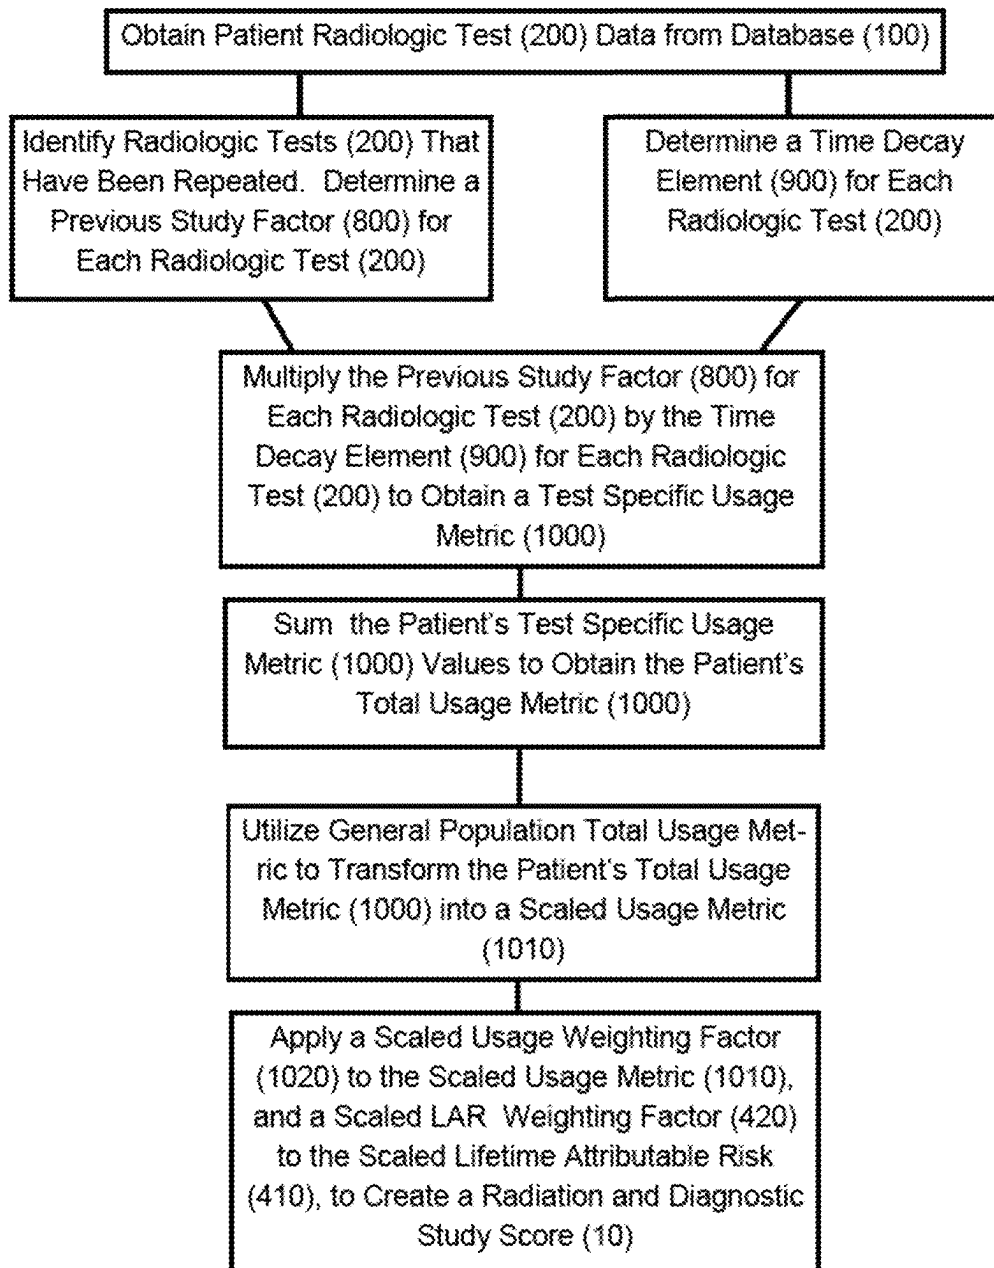 Obtain Patient Radiologic Test (200) Data from Database (100)
Identify Radiologic Tests (200) That
Have Been Repeated. Determine a
Previous Study Factor (800) for
Each Radiologic Test (200)
Determine a Time Decay
Element (900) for Each
Radiologic Test (200)
Multiply the Previous Study Factor (800) for
Each Radiologic Test (200) by the Time
Decay Element (900) for Each Radiologic
Test (200) to Obtain a Test Specific Usage
Metric (1000)
Sum the Patient's Test Specific Usage
Metric (1000) Values to Obtain the Patient's
Total Usage Metric (1000)
Utilize General Population Total Usage Met-
ric to Transform the Patient's Total Usage
Metric (1000) into a Scaled Usage Metric
(1010)
Apply a Scaled Usage Weighting Factor
(1020) to the Scaled Usage Metric (1010),
and a Scaled LAR Weighting Factor (420)
to the Scaled Lifetime Attributable Risk
(410), to Create a Radiation and Diagnostic
Study Score (10)